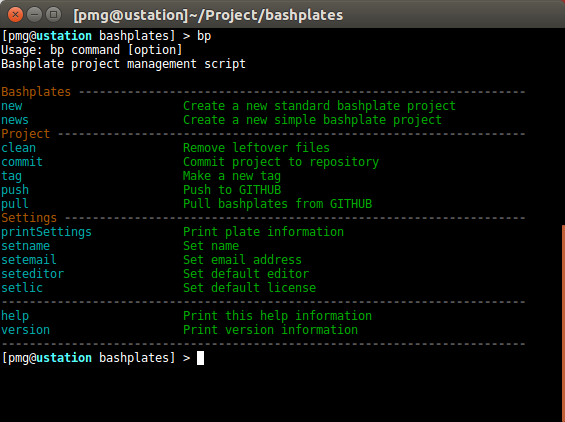 [pmg@ustation]~/Project/bashplates
[pmg@ustation bashplates] > bp
Usage: bp command [option]
Bashplate project management script
Bashplates ----------------------------------------------------------------
new Create a new standard bashplate project
news Create a new simple bashplate project
Project -------------------------------------------------------------------
clean Remove leftover files
commit Commit project to repository
tag Make a new tag
push Push to GITHUB
pull Pull bashplates from GITHUB
Settings ------------------------------------------------------------------
printSettings Print plate information
setname Set name
setemail Set email address
seteditor Set default editor
setlic Set default license
---------------------------------------------------------------------------
help Print this help information
version Print version information
---------------------------------------------------------------------------
[pmg@ustation bashplates] >